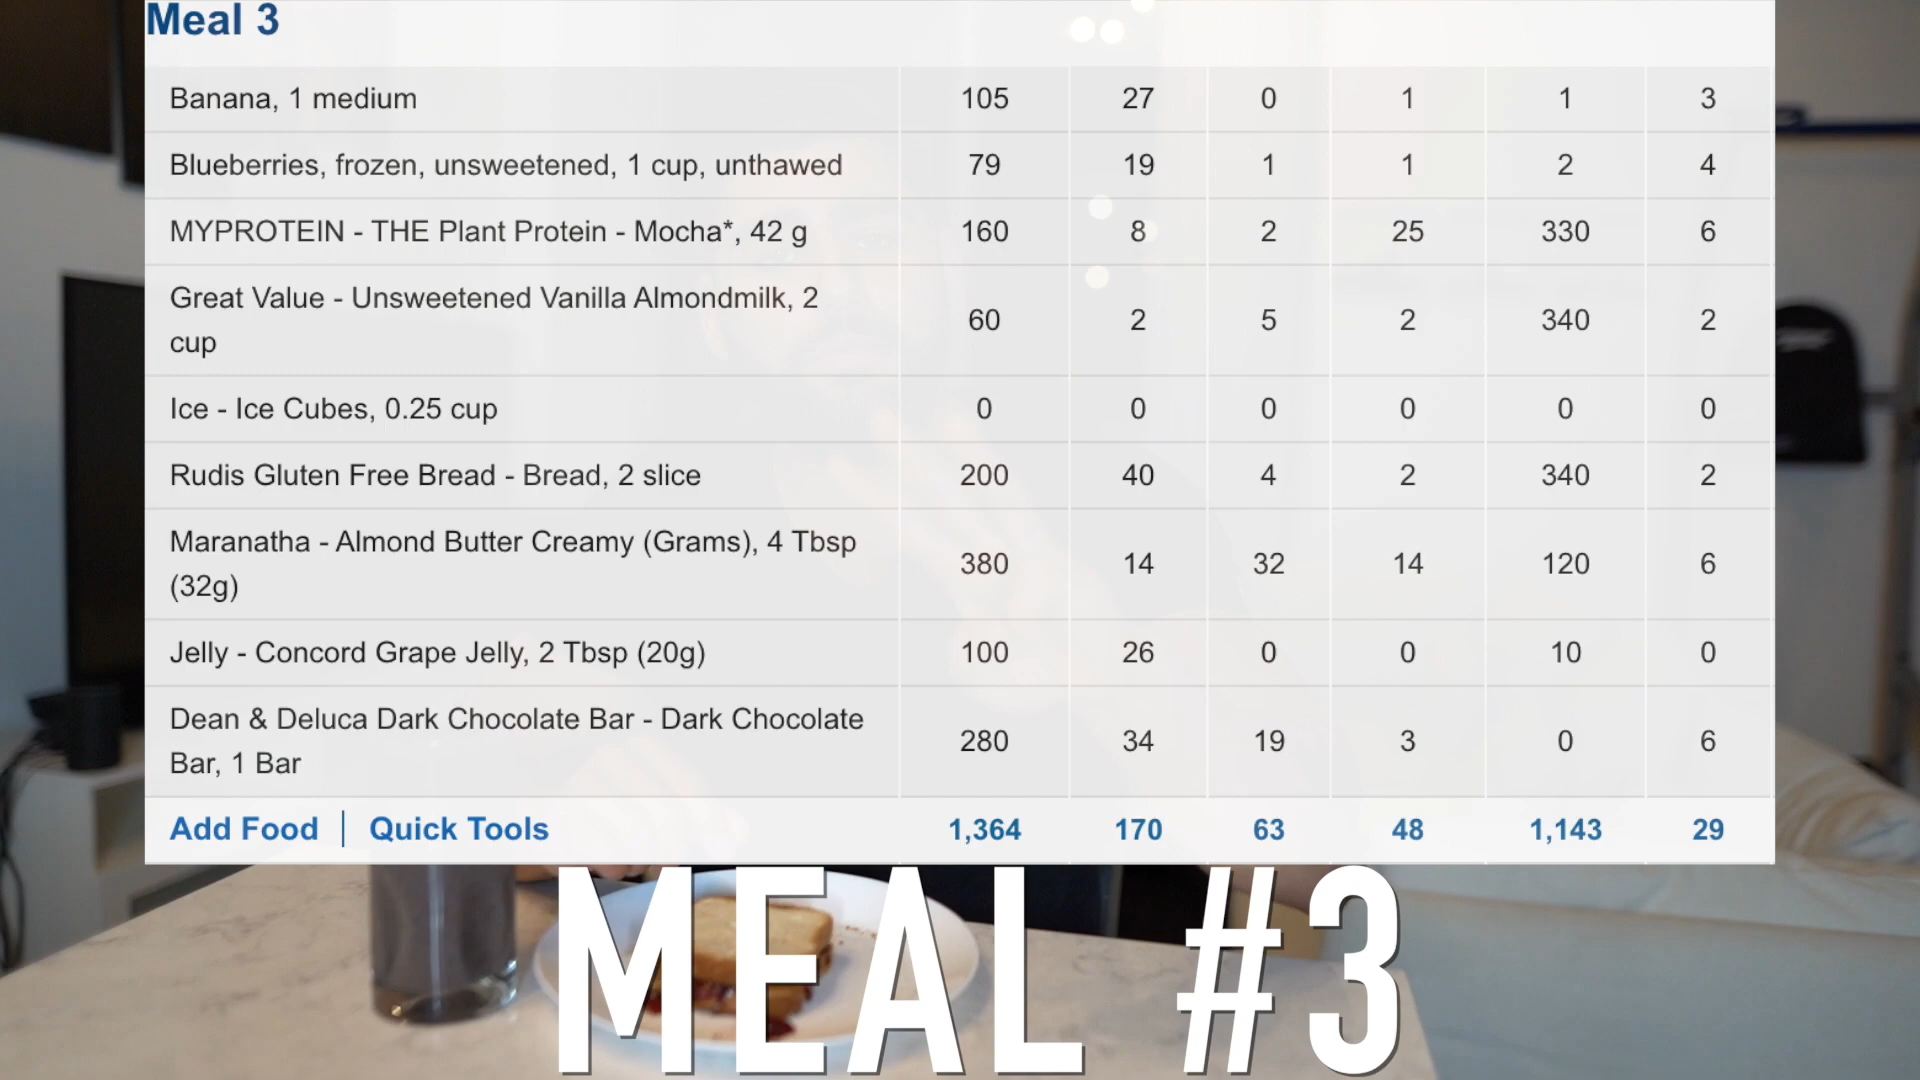 Meal 3
Banana, 1 medium 105 27 0 1 1 3
Blueberries, frozen, unsweetened, 1 cup, unthawed 79 19 1 1 2 4
MYPROTEIN - THE Plant Protein - Mocha*, 42 g 160 8 2 25 330 6
Great Value - Unsweetened Vanilla Almondmilk, 2
cup 60 2 5 2 340 2
Ice - Ice Cubes, 0.25 cup 0 0 0 0 0 0
Rudis Gluten Free Bread - Bread, 2 slice 200 40 4 2 340 2
Maranatha - Almond Butter Creamy (Grams), 4 Tbsp
(32g) 380 14 32 14 120 6
Jelly - Concord Grape Jelly, 2 Tbsp (20g) 100 26 0 0 10 0
Dean & Deluca Dark Chocolate Bar - Dark Chocolate
Bar, 1 Bar 280 34 19 3 0 6
Add Food | Quick Tools 1,364 170 63 48 1,143 29
MEAL #3